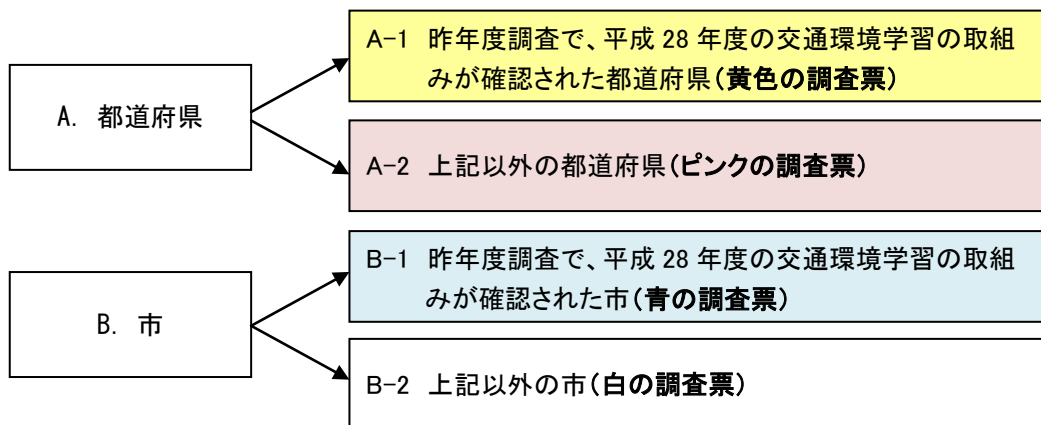 A. 都道府県
A-1 昨年度調査で、平成 28 年度の交通環境学習の取組
みが確認された都道府県(黄色の調査票)
A-2 上記以外の都道府県(ピンクの調査票)
B. 市
B-1 昨年度調査で、平成 28 年度の交通環境学習の取組
みが確認された市(青の調査票)
B-2 上記以外の市(白の調査票)